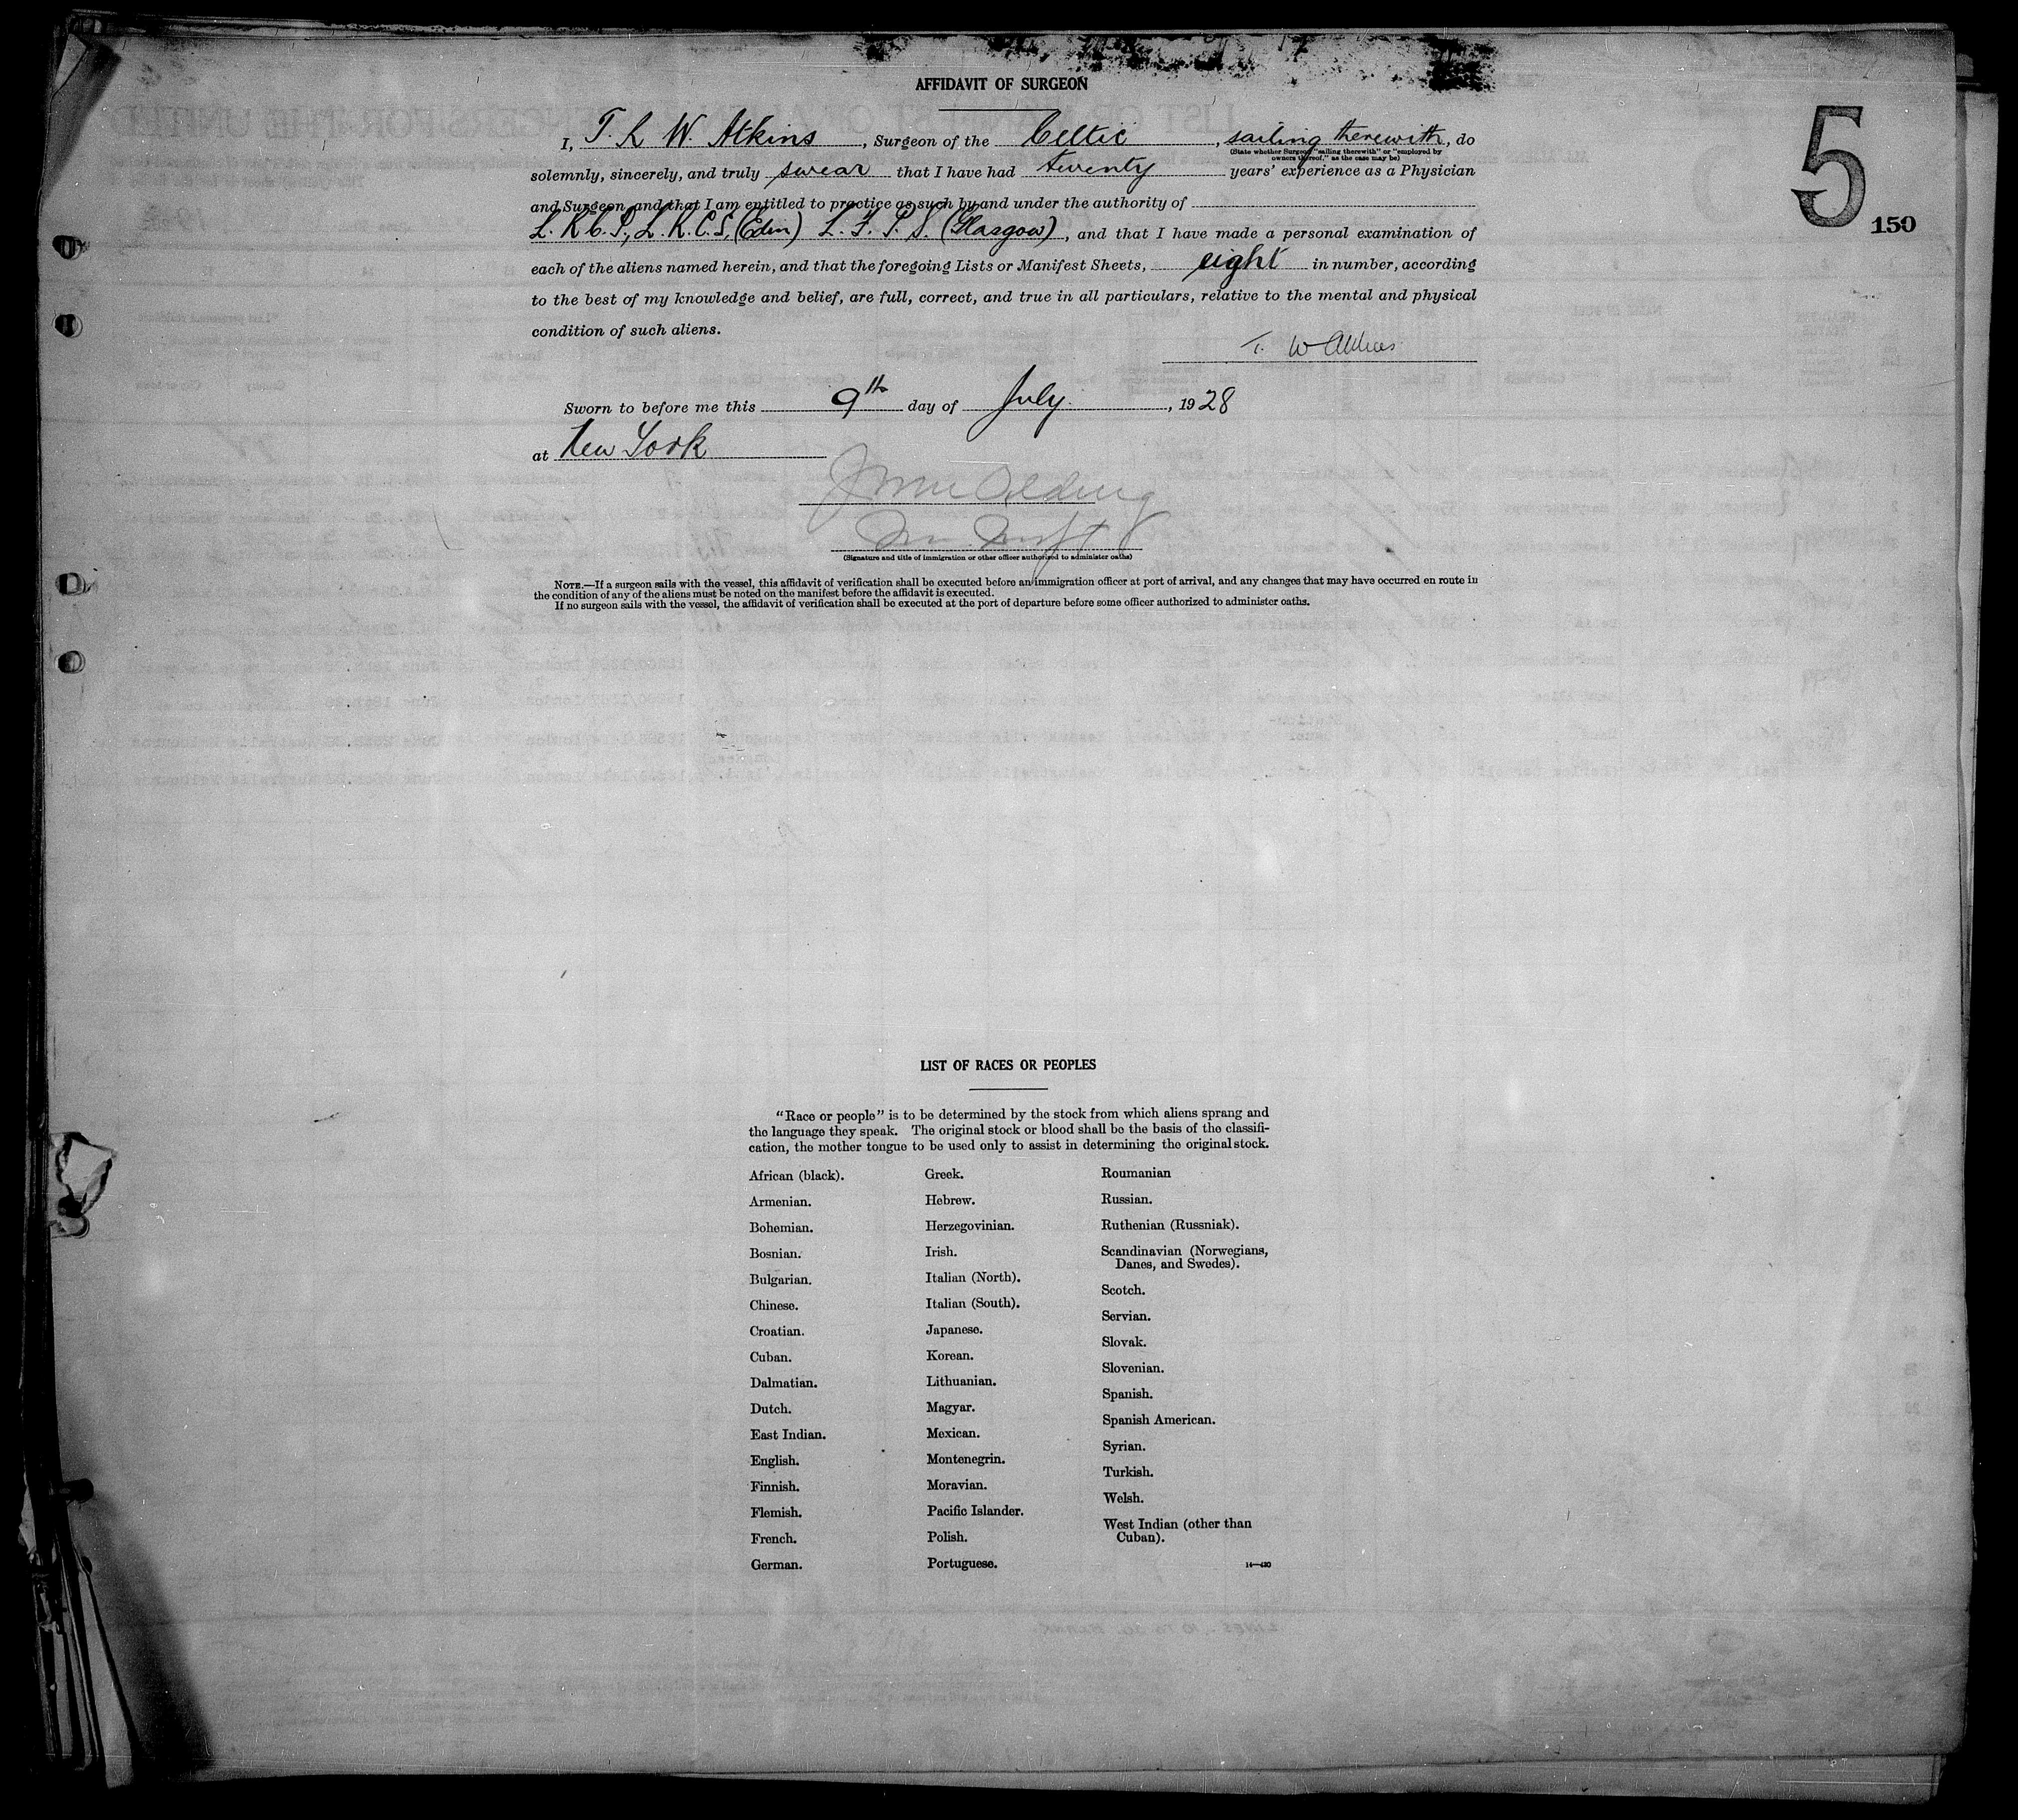 AFFIDAVIT OF SURGEON
5
150
I, T. R W. Atkins, Surgeon of the Celtic, sailing therewith, do
(State whether Surgeon "sailing therewith" or "employed by
owners thereof," as the case may be)
solemnly, sincerely, and truly swear that I have had twenty years' experience as a Physician
and Surgeon, and that I am entitled to practice as such by and under the authority of
L. R C. P., L. R. C. S. (Edin) L. F. P. S. (Glasgow), and that I have made a personal examination of
each of the aliens named herein, and that the foregoing Lists or Manifest Sheets, eight in number, according
to the best of my knowledge and belief, are full, correct, and true in all particulars, relative to the mental and physical
condition of such aliens.
T. W Atkins
Sworn to before me this 9th day of July, 1928
at New York
(Signature and title of immigration or other officer authorized to administer oaths)
NOTE.—If a surgeon sails with the vessel, this affidavit of verification shall be executed before an immigration officer at port of arrival, and any changes that may have occurred en route in
the condition of any of the aliens must be noted on the manifest before the affidavit is executed.
If no surgeon sails with the vessel, the affidavit of verification shall be executed at the port of departure before some officer authorized to administer oaths.
LIST OF RACES OR PEOPLES
"Race or people" is to be determined by the stock from which aliens sprang and
the language they speak. The original stock or blood shall be the basis of the classifi-
cation, the mother tongue to be used only to assist in determining the original stock.
African (black).
Armenian.
Bohemian.
Bosnian.
Bulgarian.
Chinese.
Croatian.
Cuban.
Dalmatian.
Dutch.
East Indian.
English.
Finnish.
Flemish.
French.
German.
Greek.
Hebrew.
Herzegovinian.
Irish.
Italian (North).
Italian (South).
Japanese.
Korean.
Lithuanian.
Magyar.
Mexican.
Montenegrin.
Moravian.
Pacific Islander.
Polish.
Portuguese.
Roumanian
Russian.
Ruthenian (Russniak).
Scandinavian (Norwegians,
Danes, and Swedes).
Scotch.
Servian.
Slovak.
Slovenian.
Spanish.
Spanish American.
Syrian.
Turkish.
Welsh.
West Indian (other than
Cuban).
14—430